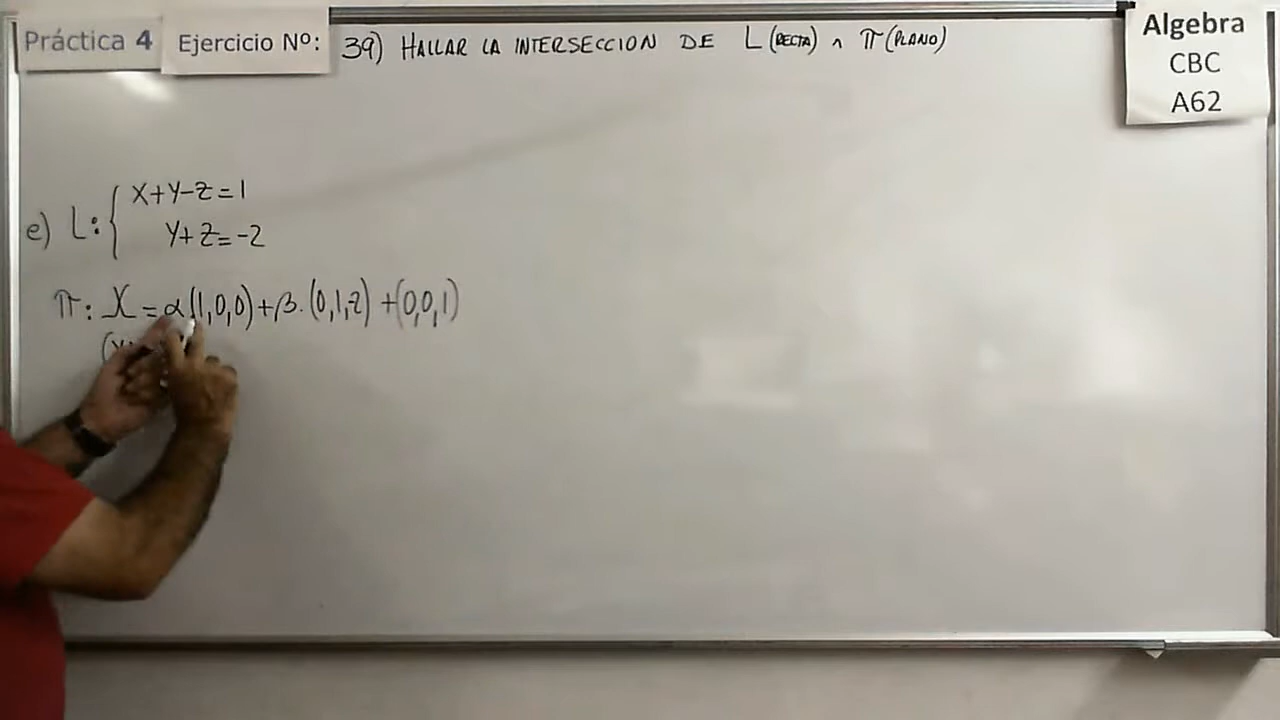 Práctica 4 Ejercicio Nº: 39) HALLAR LA INTERSECCION DE L (RECTA) ∧ π (PLANO)
Algebra
CBC
A62
e) L: { X+Y-Z=1
Y+Z=-2
π: X = α(1,0,0)+β.(0,1,2)+(0,0,1)